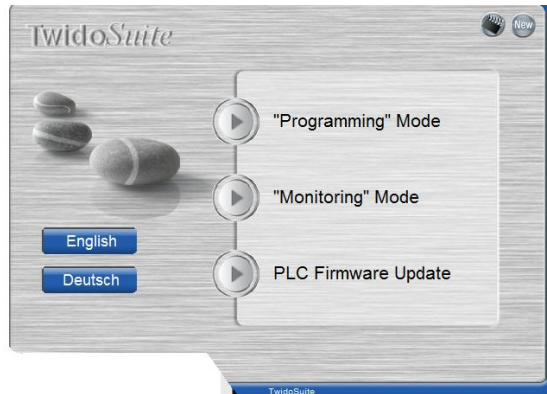 TwidoSuite
New
"Programming" Mode
"Monitoring" Mode
English
PLC Firmware Update
Deutsch
TwidoSuite